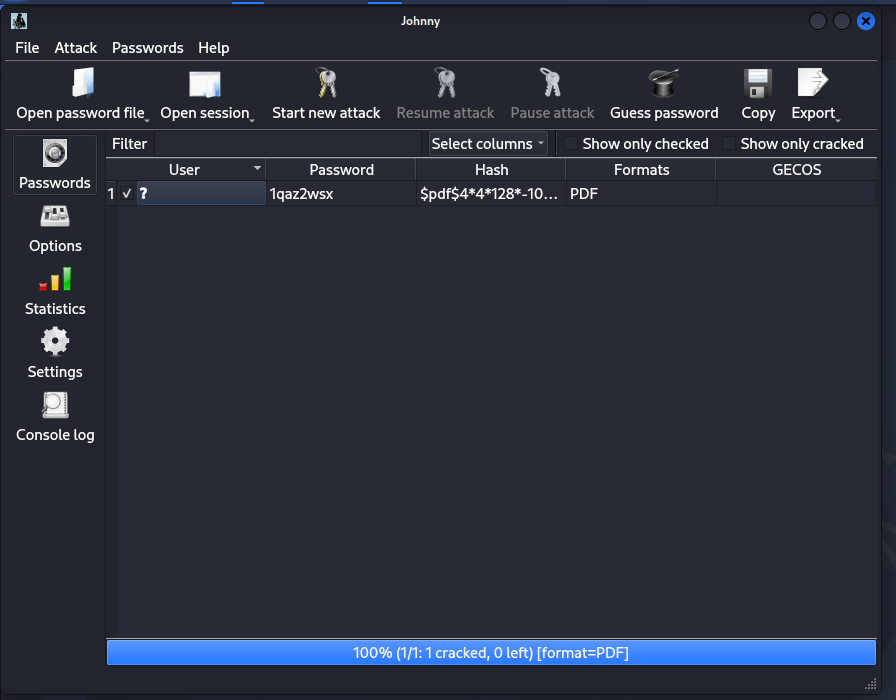 Johnny
File Attack Passwords Help
Open password file Open session Start new attack Resume attack Pause attack Guess password Copy Export
Filter Select columns Show only checked Show only cracked
Passwords
User Password Hash Formats GECOS
1 ? 1qaz2wsx $pdf$4*4*128*-10... PDF
Options
Statistics
Settings
Console log
100% (1/1: 1 cracked, 0 left) [format=PDF]